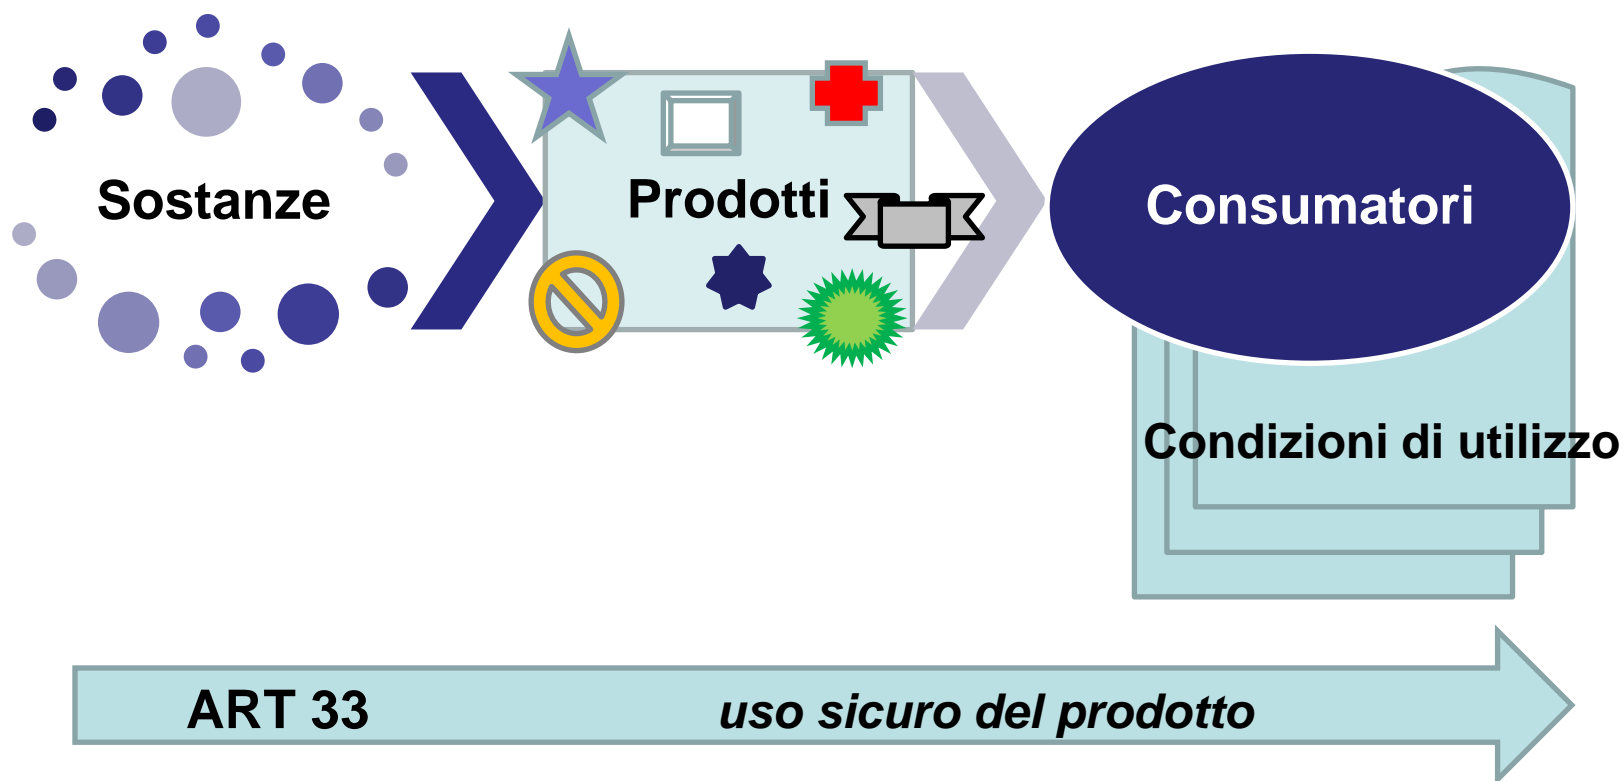 Sostanze
Prodotti
Consumatori
Condizioni di utilizzo
ART 33
uso sicuro del prodotto